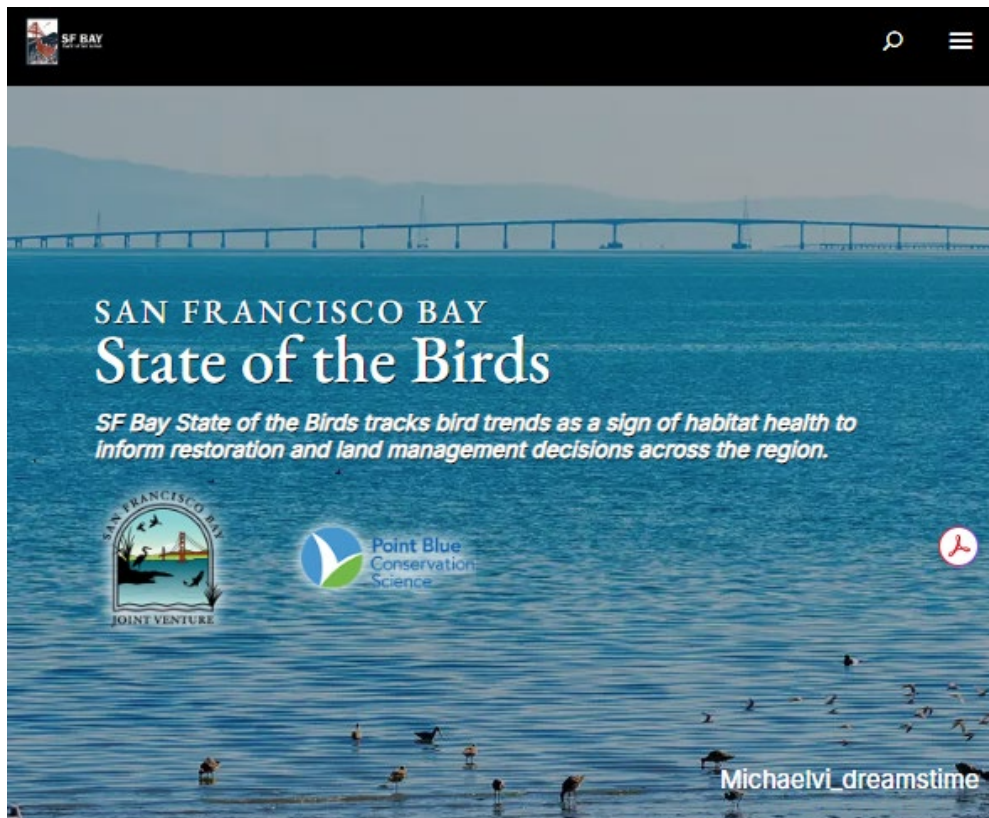 SF BAY
SAN FRANCISCO BAY
State of the Birds
SF Bay State of the Birds tracks bird trends as a sign of habitat health to
inform restoration and land management decisions across the region.
SAN FRANCISCO BAY
JOINT VENTURE
Point Blue
Conservation
Science
Michaelvi_dreamstime